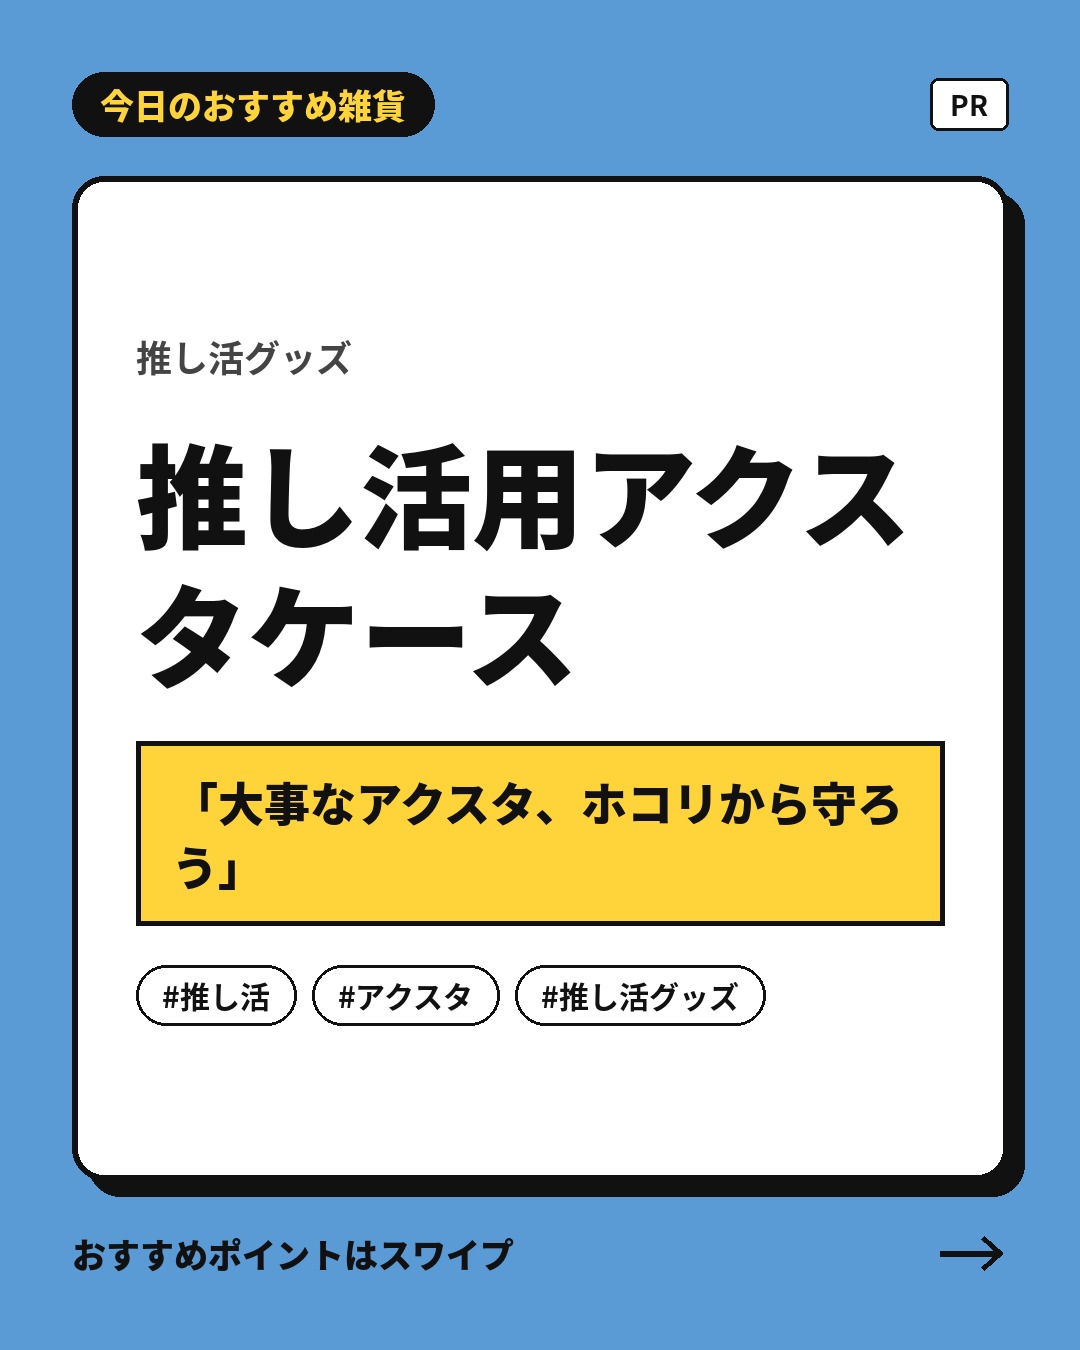 今日のおすすめ雑貨
PR
推し活グッズ
推し活用アクス
タケース
「大事なアクスタ、ホコリから守ろ
う」
#推し活 #アクスタ #推し活グッズ
おすすめポイントはスワイプ →